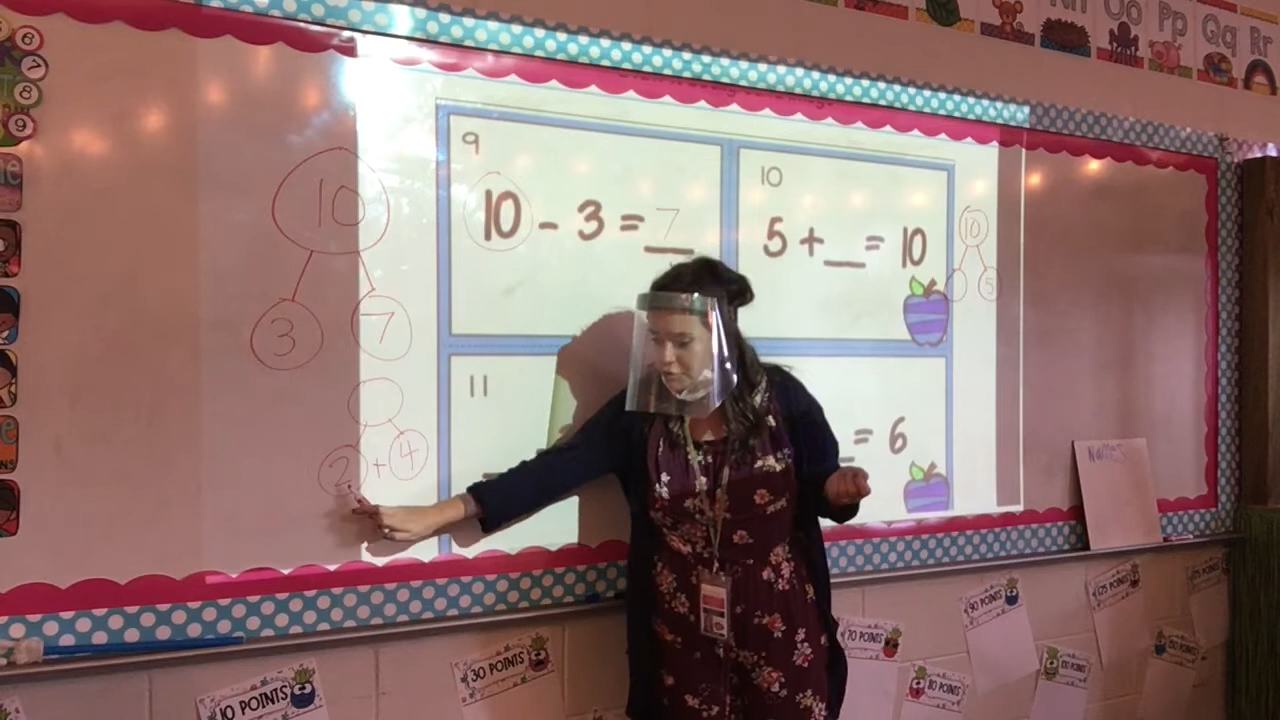 Oo Pp Qq Rr
6
7
8
9
9
10 - 3 = 7
10
5 + __ = 10
10
3 7
10
5
11
2 + 4
_ = 6
Names
10 POINTS
30 POINTS
70 POINTS
80 POINTS
90 POINTS
100 POINTS
125 POINTS